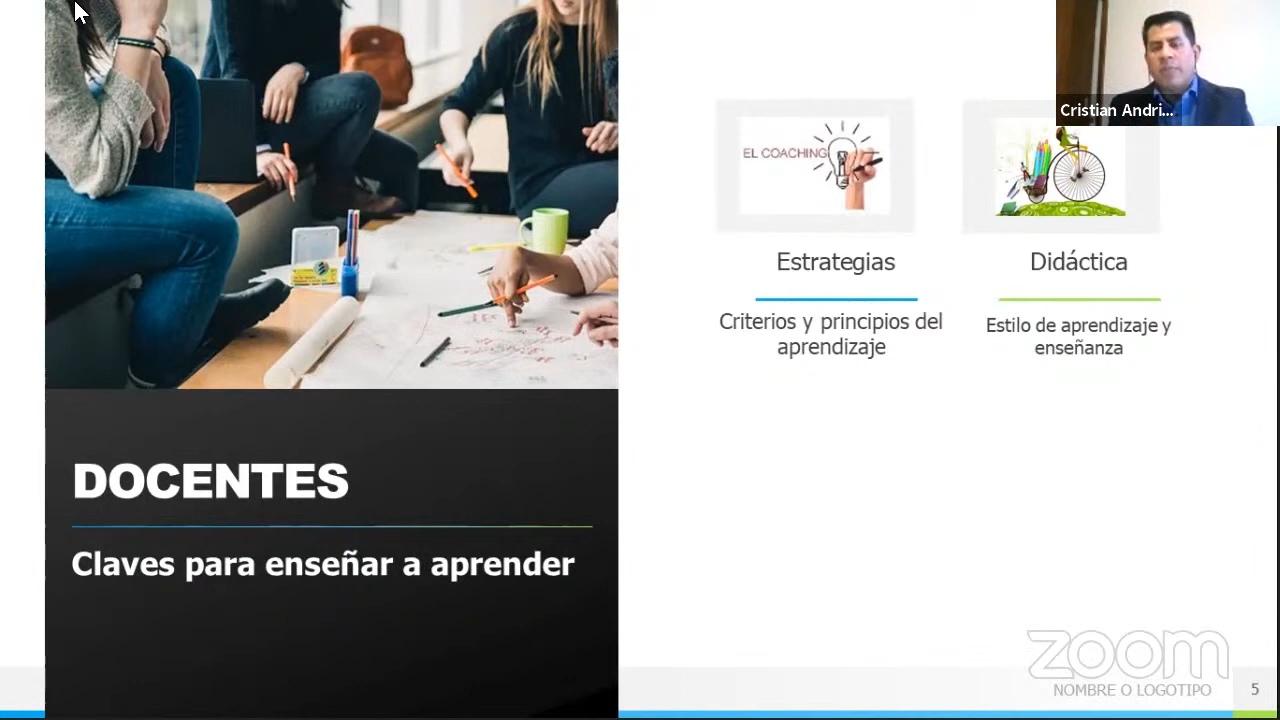 Cristian Andri...
EL COACHING
Estrategias
Didáctica
Criterios y principios del
aprendizaje
Estilo de aprendizaje y
enseñanza
DOCENTES
Claves para enseñar a aprender
zoom
NOMBRE O LOGOTIPO
5